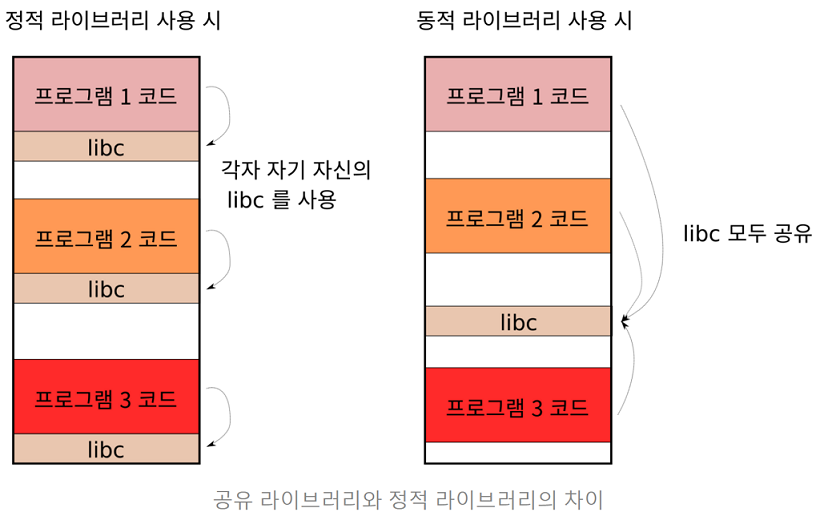 정적 라이브러리 사용 시
프로그램 1 코드
libc
각자 자기 자신의
libc 를 사용
프로그램 2 코드
libc
프로그램 3 코드
libc
동적 라이브러리 사용 시
프로그램 1 코드
프로그램 2 코드
libc 모두 공유
libc
프로그램 3 코드
공유 라이브러리와 정적 라이브러리의 차이